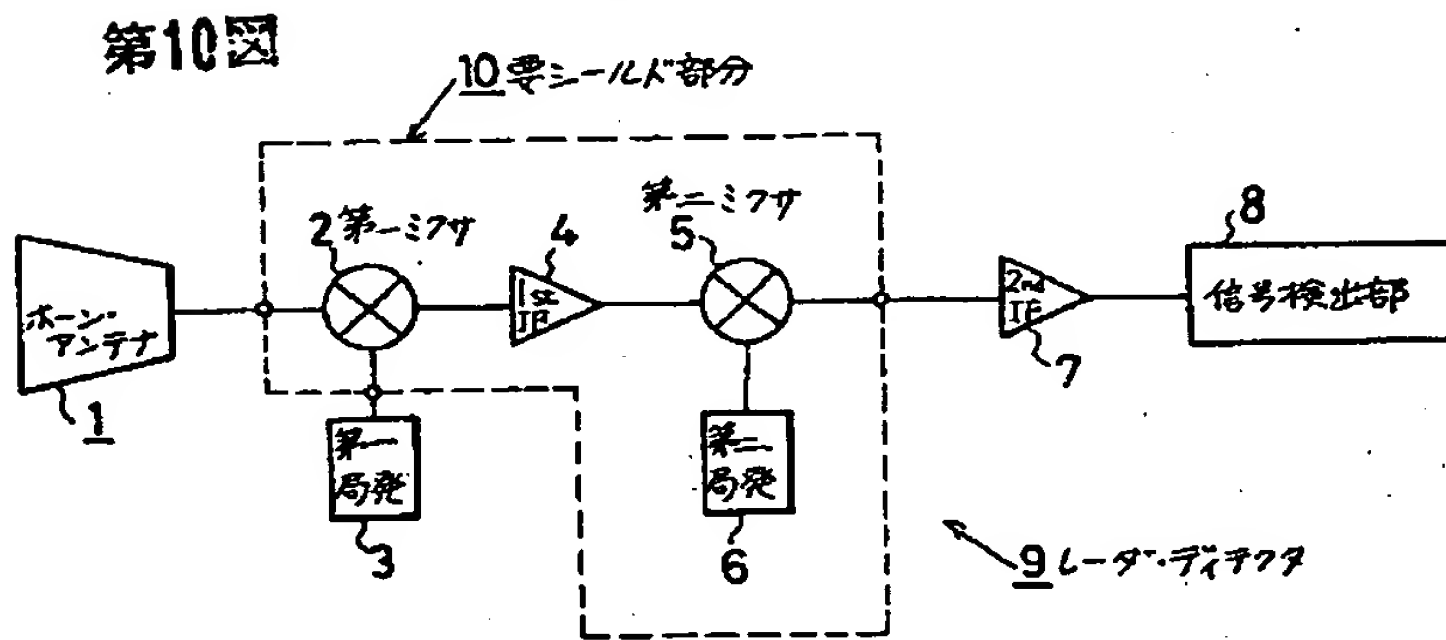 第10図
10 要シールド部分
第二ミクサ
5
2 第一ミクサ
4
8
ホーン・
アンテナ
1
1st
IF
2nd
IF
7
信号検出部
第一
局発
3
第二
局発
6
9 レーダ・ディテクタ